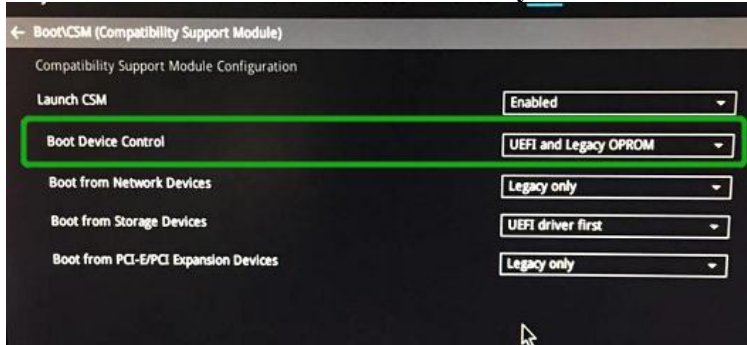 Boot\CSM (Compatibility Support Module)
Compatibility Support Module Configuration
Launch CSM Enabled
Boot Device Control UEFI and Legacy OPROM
Boot from Network Devices Legacy only
Boot from Storage Devices UEFI driver first
Boot from PCI-E/PCI Expansion Devices Legacy only